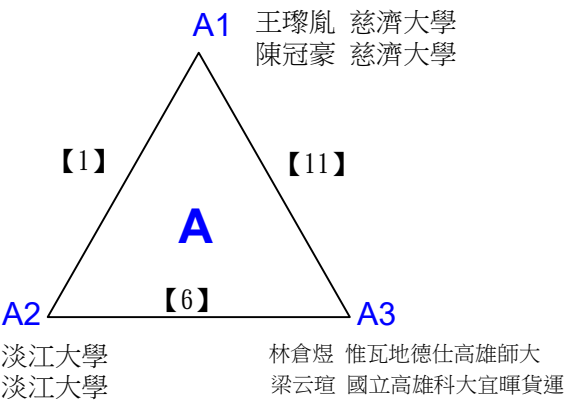 A1 王瓈胤 慈濟大學
陳冠豪 慈濟大學
【1】 【11】
A
【6】
A2 A3
淡江大學 林倉煜 惟瓦地德仕高雄師大
淡江大學 梁云瑄 國立高雄科大宜暉貨運